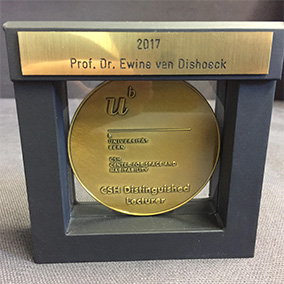 2017
Prof. Dr. Ewine van Dishoeck
u b
b
UNIVERSITÄT
BERN
CSH
CENTER FOR SPACE AND
HABITABILITY
CSH Distinguished
Lecturer